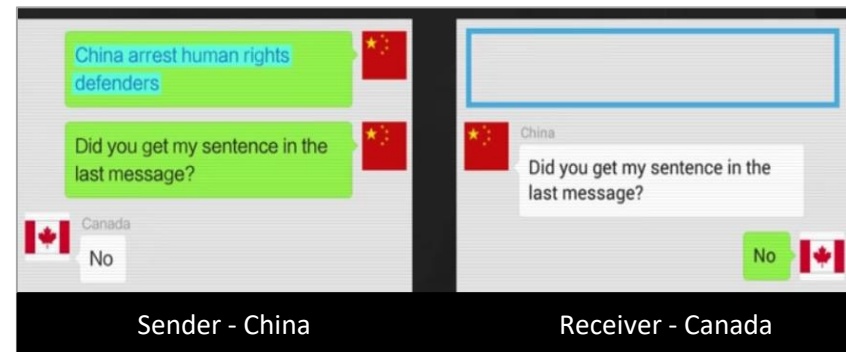 China arrest human rights
defenders
Did you get my sentence in the
last message?
Canada
No
China
Did you get my sentence in the
last message?
No
Sender - China
Receiver - Canada